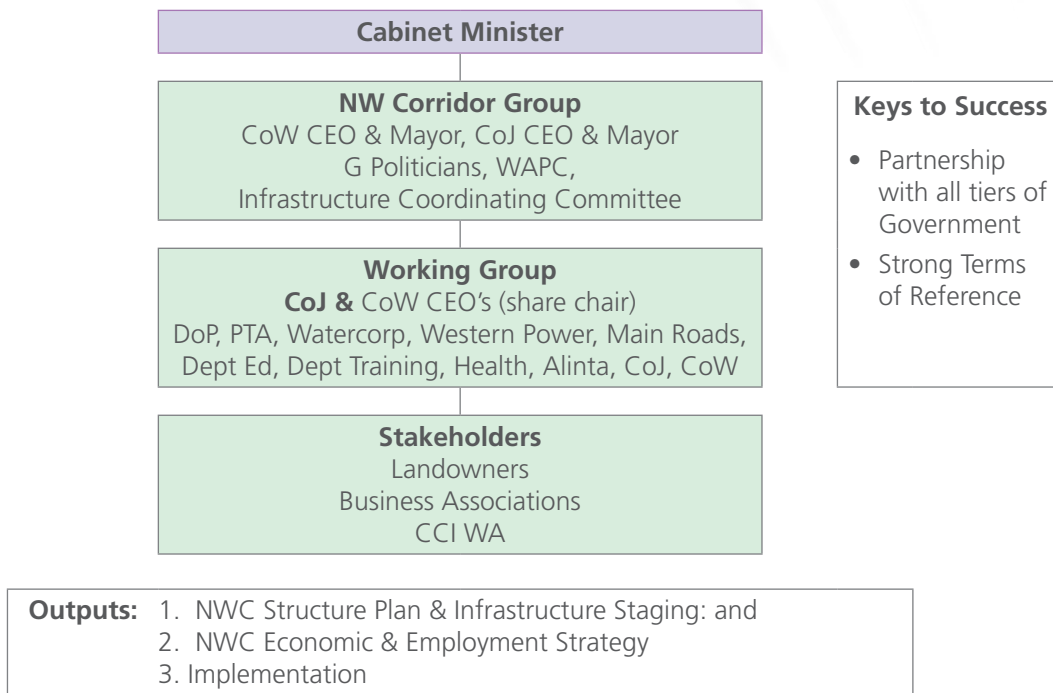 Cabinet Minister
NW Corridor Group
CoW CEO & Mayor, CoJ CEO & Mayor
G Politicians, WAPC,
Infrastructure Coordinating Committee
Working Group
CoJ & CoW CEO's (share chair)
DoP, PTA, Watercorp, Western Power, Main Roads,
Dept Ed, Dept Training, Health, Alinta, CoJ, CoW
Stakeholders
Landowners
Business Associations
CCI WA
Keys to Success
• Partnership
with all tiers of
Government
• Strong Terms
of Reference
Outputs: 1. NWC Structure Plan & Infrastructure Staging: and
2. NWC Economic & Employment Strategy
3. Implementation